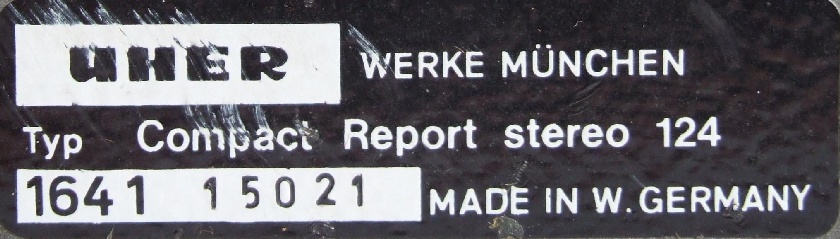 UHER WERKE MÜNCHEN
Typ Compact Report stereo 124
1641 15021 MADE IN W. GERMANY